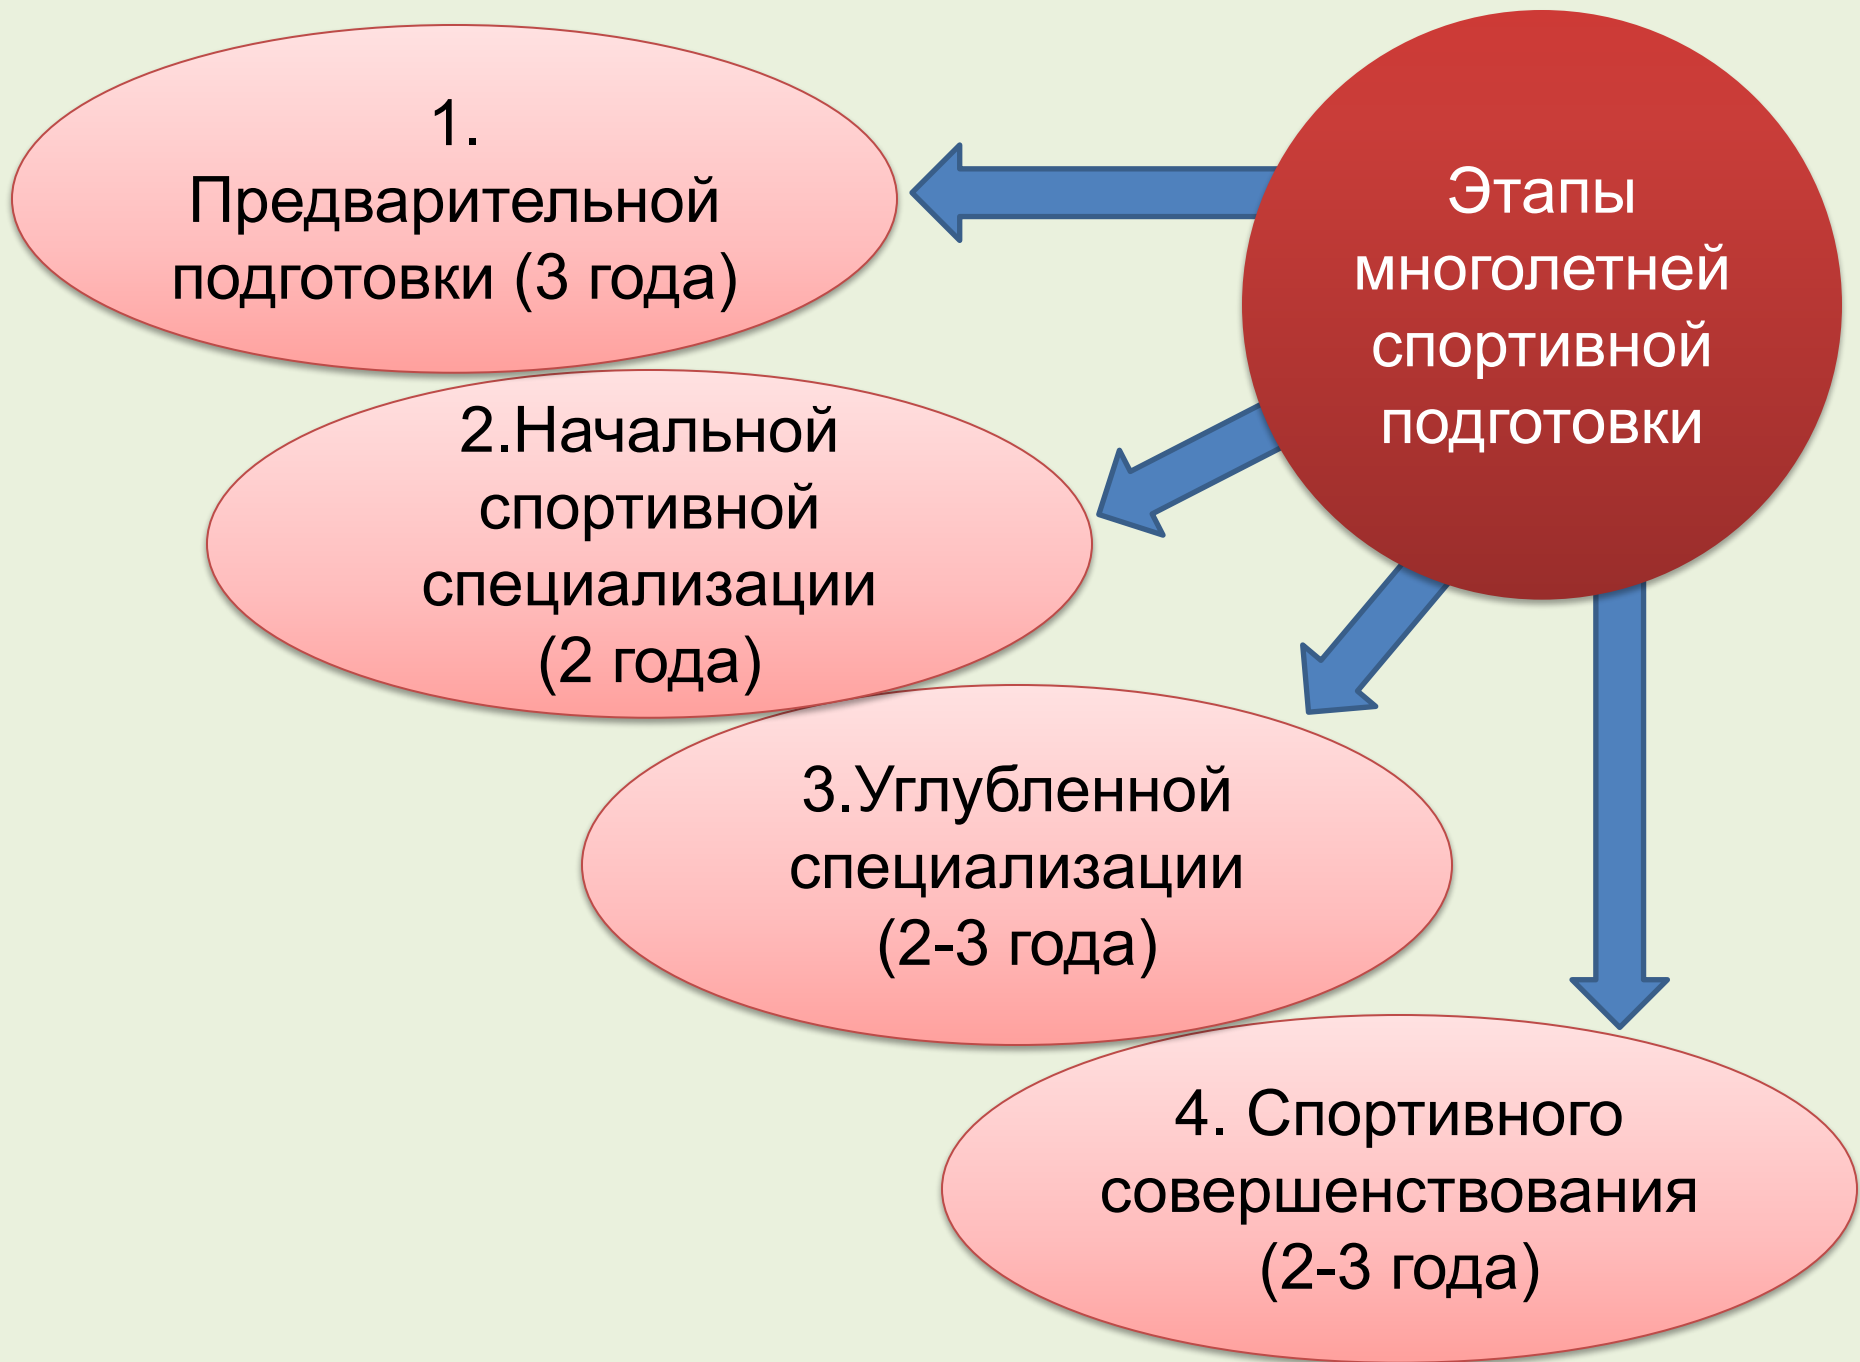 1.
Предварительной
подготовки (3 года)
Этапы
многолетней
спортивной
подготовки
2.Начальной
спортивной
специализации
(2 года)
3.Углубленной
специализации
(2-3 года)
4. Спортивного
совершенствования
(2-3 года)